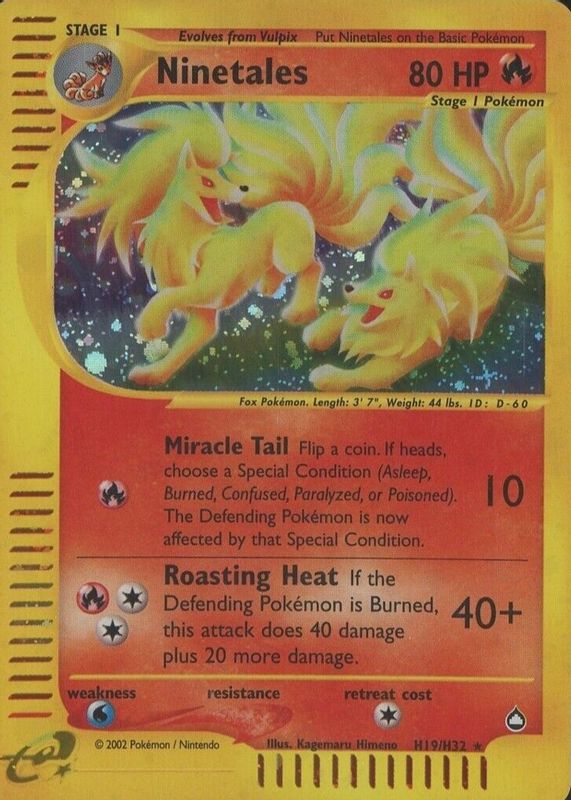 STAGE 1
Evolves from Vulpix Put Ninetales on the Basic Pokémon
Ninetales 80 HP
Stage 1 Pokémon
Fox Pokémon. Length: 3' 7", Weight: 44 lbs. ID: D-60
Miracle Tail Flip a coin. If heads,
choose a Special Condition (Asleep,
Burned, Confused, Paralyzed, or Poisoned).
The Defending Pokémon is now
affected by that Special Condition.
10
Roasting Heat If the
Defending Pokémon is Burned,
this attack does 40 damage
plus 20 more damage.
40+
weakness resistance retreat cost
© 2002 Pokémon / Nintendo Illus. Kagemaru Himeno H19/H32 ★
e